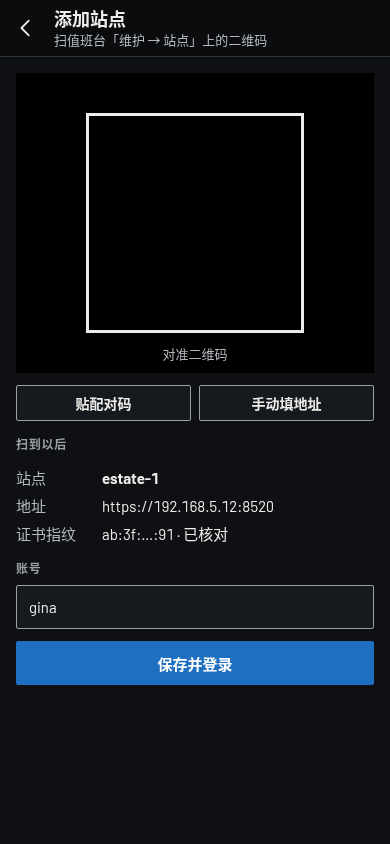 添加站点
扫值班台「维护 → 站点」上的二维码
对准二维码
贴配对码
手动填地址
扫到以后
站点 estate-1
地址 https://192.168.5.12:8520
证书指纹 ab:3f:…:91 · 已核对
账号
gina
保存并登录